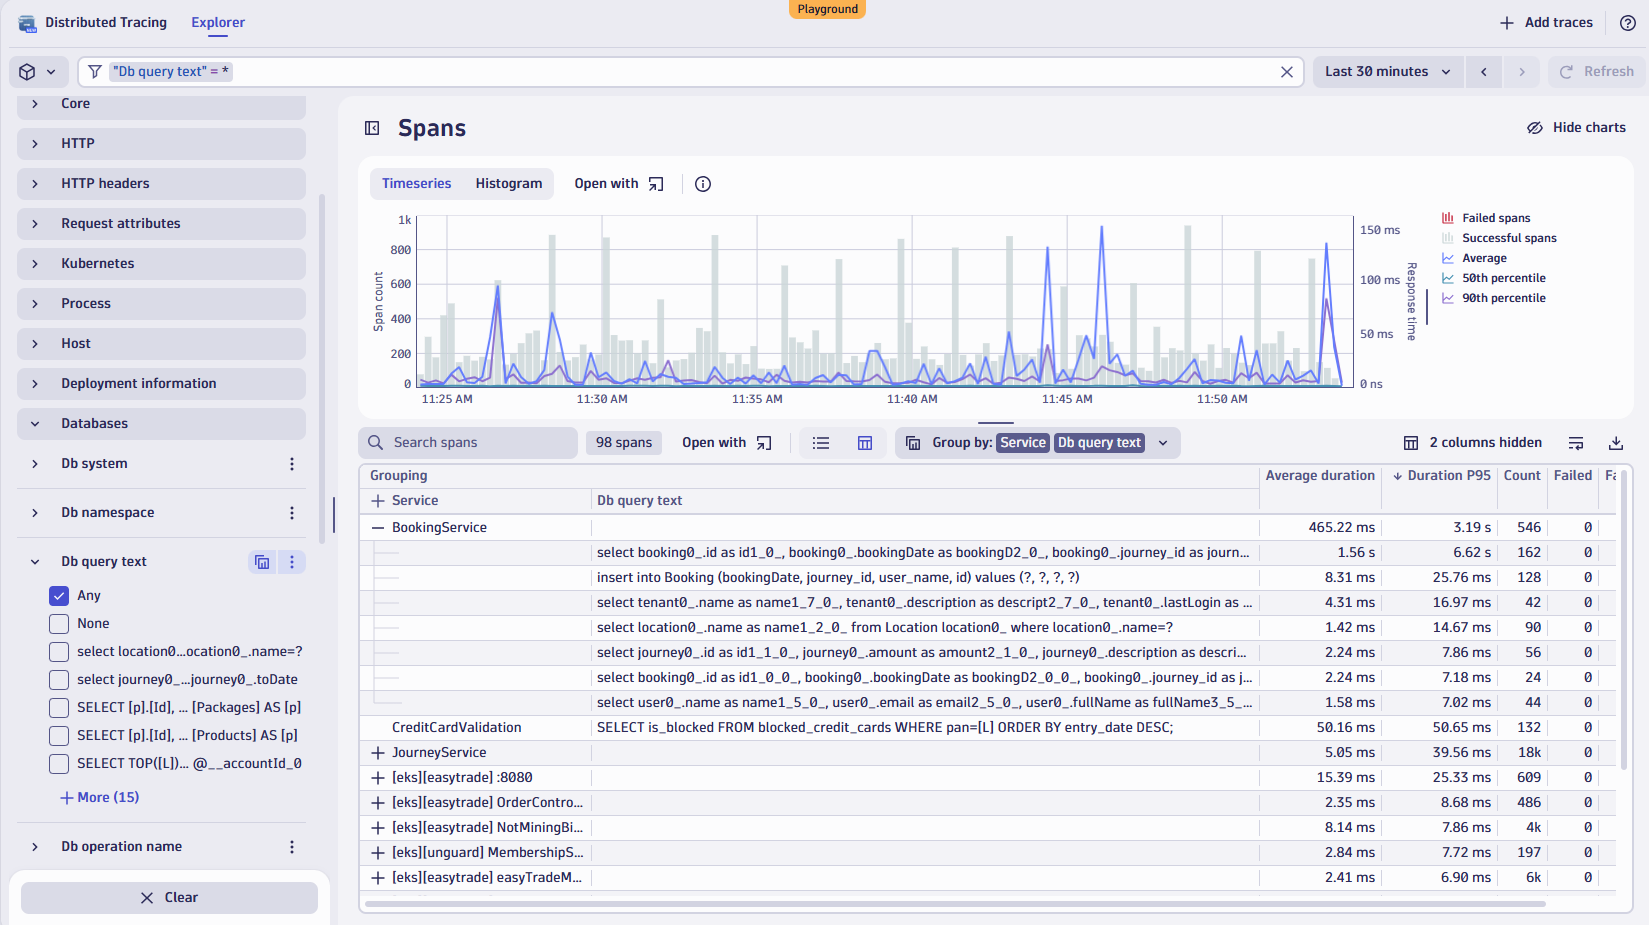 Playground
Distributed Tracing
Explorer
Add traces
"Db query text" = *
Last 30 minutes
Refresh
Core
HTTP
HTTP headers
Request attributes
Kubernetes
Process
Host
Deployment information
Databases
Db system
Db namespace
Db query text
Any
None
select location0...ocation0_.name=?
select journey0_...journey0_.toDate
SELECT [p].[Id], ... [Packages] AS [p]
SELECT [p].[Id], ... [Products] AS [p]
SELECT TOP([L])... @__accountId_0
More (15)
Db operation name
Clear
Spans
Hide charts
Timeseries
Histogram
Open with
1k
800
600
400
200
0
Span count
150 ms
100 ms
50 ms
0 ns
Response time
11:25 AM
11:30 AM
11:35 AM
11:40 AM
11:45 AM
11:50 AM
Failed spans
Successful spans
Average
50th percentile
90th percentile
Search spans
98 spans
Open with
Group by: Service Db query text
2 columns hidden
Grouping Average duration Duration P95 Count Failed Fa
Service Db query text
BookingService 465.22 ms 3.19 s 546 0
select booking0_.id as id1_0_, booking0_.bookingDate as bookingD2_0_, booking0_.journey_id as journ... 1.56 s 6.62 s 162 0
insert into Booking (bookingDate, journey_id, user_name, id) values (?, ?, ?, ?) 8.31 ms 25.76 ms 128 0
select tenant0_.name as name1_7_0_, tenant0_.description as descript2_7_0_, tenant0_.lastLogin as ... 4.31 ms 16.97 ms 42 0
select location0_.name as name1_2_0_ from Location location0_ where location0_.name=? 1.42 ms 14.67 ms 90 0
select journey0_.id as id1_1_0_, journey0_.amount as amount2_1_0_, journey0_.description as descri... 2.24 ms 7.86 ms 56 0
select booking0_.id as id1_0_0_, booking0_.bookingDate as bookingD2_0_0_, booking0_.journey_id as j... 2.24 ms 7.18 ms 24 0
select user0_.name as name1_5_0_, user0_.email as email2_5_0_, user0_.fullName as fullName3_5_... 1.58 ms 7.02 ms 44 0
CreditCardValidation SELECT is_blocked FROM blocked_credit_cards WHERE pan=[L] ORDER BY entry_date DESC; 50.16 ms 50.65 ms 132 0
JourneyService 5.05 ms 39.56 ms 18k 0
[eks][easytrade] :8080 15.39 ms 25.33 ms 609 0
[eks][easytrade] OrderContro... 2.35 ms 8.68 ms 486 0
[eks][easytrade] NotMiningBi... 8.14 ms 7.86 ms 4k 0
[eks][unguard] MembershipS... 2.84 ms 7.72 ms 197 0
[eks][easytrade] easyTradeM... 2.41 ms 6.90 ms 6k 0